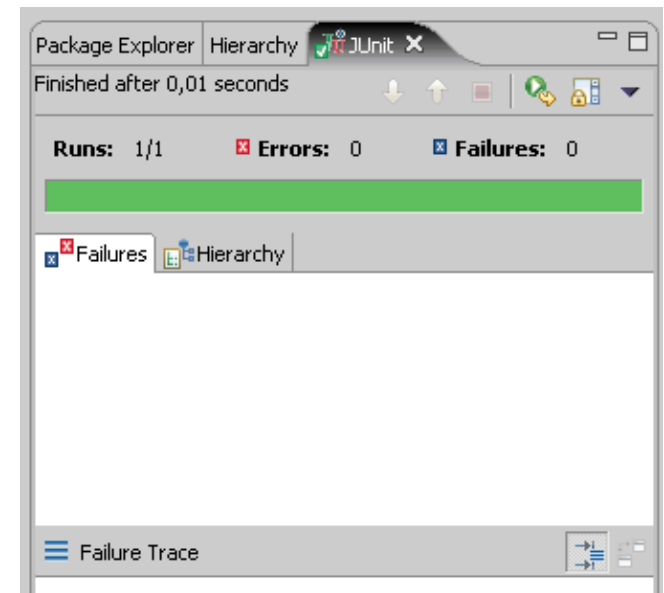 Package Explorer Hierarchy JUnit
Finished after 0,01 seconds
Runs: 1/1 Errors: 0 Failures: 0
Failures Hierarchy
Failure Trace